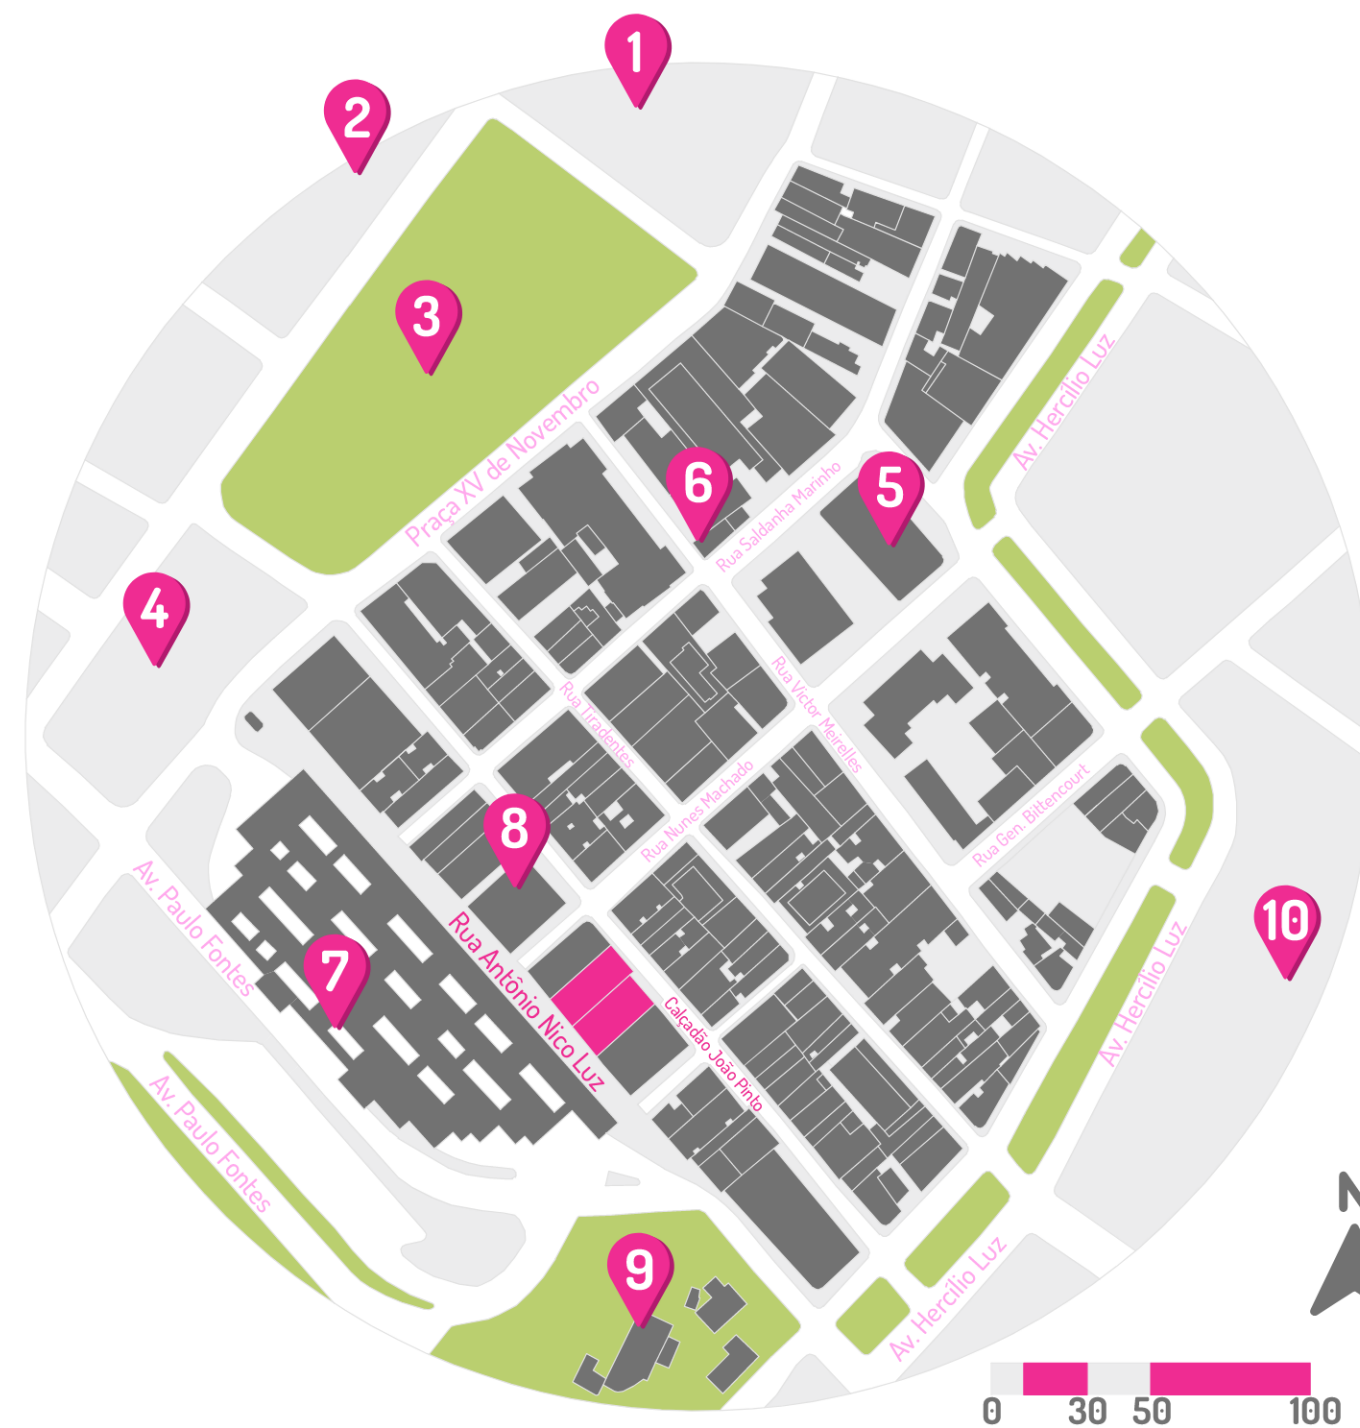 1
2
3
Av. Hercílio Luz
Praça XV de Novembro
6
5
Rua Saldanha Marinho
4
Rua Tiradentes
Rua Victor Meirelles
Rua Nunes Machado
Rua Gen. Bittencourt
8
Av. Paulo Fontes
Rua Antônio Nico Luz
7
10
Av. Hercílio Luz
Calçadão João Pinto
Av. Paulo Fontes
N
9
Av. Hercílio Luz
0 30 50 100